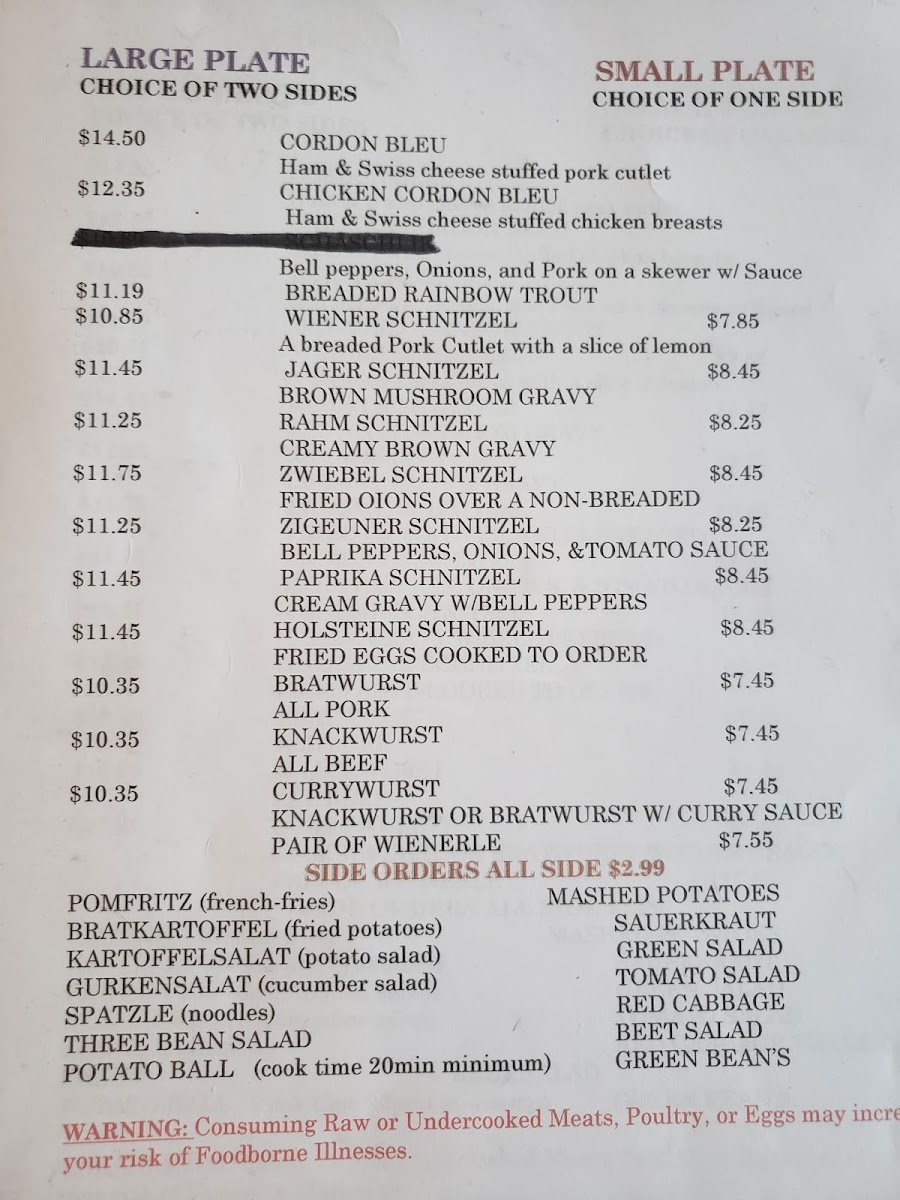 LARGE PLATE SMALL PLATE
CHOICE OF TWO SIDES CHOICE OF ONE SIDE
$14.50 CORDON BLEU
Ham & Swiss cheese stuffed pork cutlet
$12.35 CHICKEN CORDON BLEU
Ham & Swiss cheese stuffed chicken breasts
Bell peppers, Onions, and Pork on a skewer w/ Sauce
$11.19 BREADED RAINBOW TROUT
$10.85 WIENER SCHNITZEL $7.85
A breaded Pork Cutlet with a slice of lemon
$11.45 JAGER SCHNITZEL $8.45
BROWN MUSHROOM GRAVY
$11.25 RAHM SCHNITZEL $8.25
CREAMY BROWN GRAVY
$11.75 ZWIEBEL SCHNITZEL $8.45
FRIED OIONS OVER A NON-BREADED
$11.25 ZIGEUNER SCHNITZEL $8.25
BELL PEPPERS, ONIONS, &TOMATO SAUCE
$11.45 PAPRIKA SCHNITZEL $8.45
CREAM GRAVY W/BELL PEPPERS
$11.45 HOLSTEINE SCHNITZEL $8.45
FRIED EGGS COOKED TO ORDER
$10.35 BRATWURST $7.45
ALL PORK
$10.35 KNACKWURST $7.45
ALL BEEF
$10.35 CURRYWURST $7.45
KNACKWURST OR BRATWURST W/ CURRY SAUCE
PAIR OF WIENERLE $7.55
SIDE ORDERS ALL SIDE $2.99
POMFRITZ (french-fries) MASHED POTATOES
BRATKARTOFFEL (fried potatoes) SAUERKRAUT
KARTOFFELSALAT (potato salad) GREEN SALAD
GURKENSALAT (cucumber salad) TOMATO SALAD
SPATZLE (noodles) RED CABBAGE
THREE BEAN SALAD BEET SALAD
POTATO BALL (cook time 20min minimum) GREEN BEAN'S
WARNING: Consuming Raw or Undercooked Meats, Poultry, or Eggs may incre
your risk of Foodborne Illnesses.